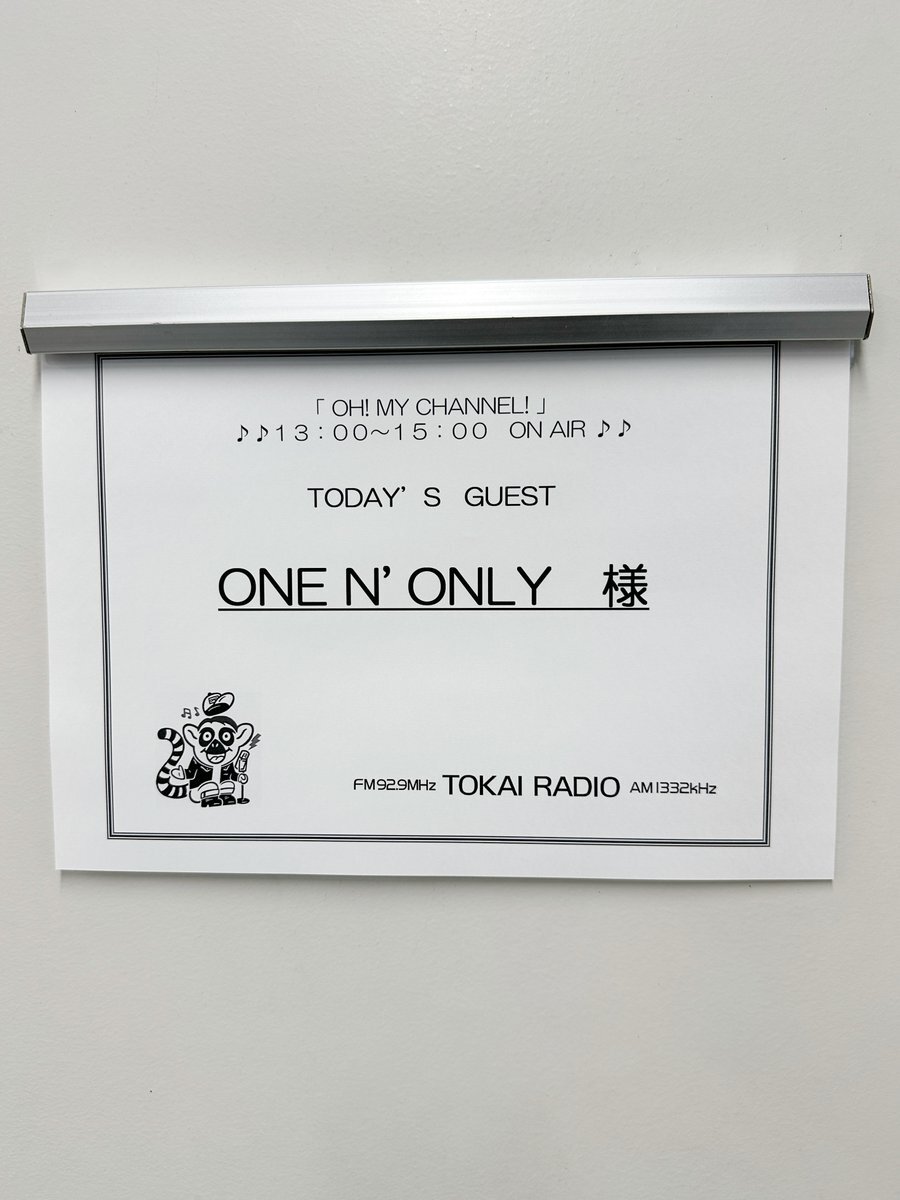 「 OH! MY CHANNEL! 」
♪♪13：00～15：00 ON AIR ♪♪
TODAY'S GUEST
ONE N' ONLY 様
FM92.9MHz TOKAI RADIO AM1332kHz